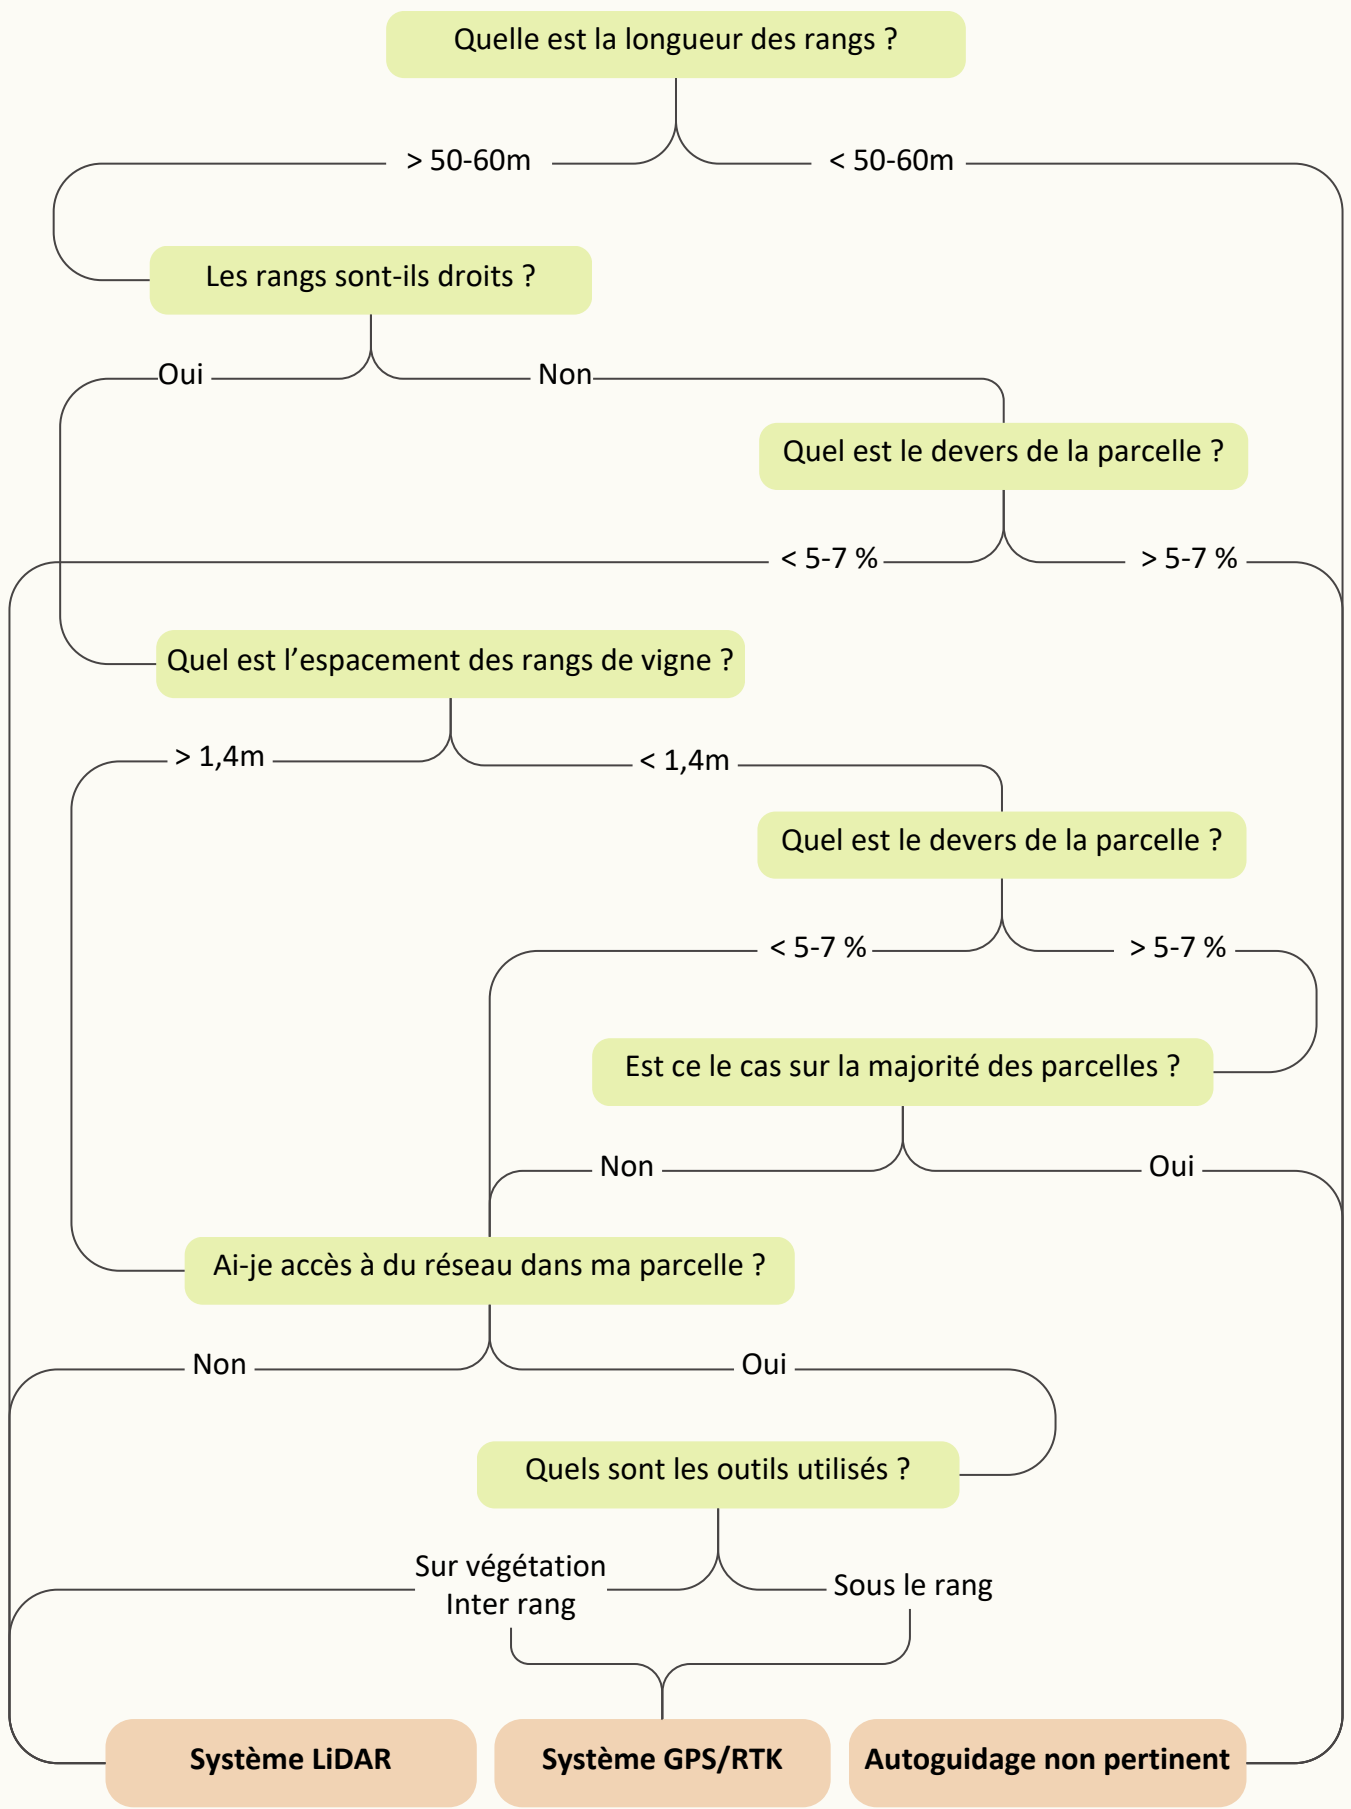 Quelle est la longueur des rangs ?
> 50-60m
< 50-60m
Les rangs sont-ils droits ?
Oui
Non
Quel est le devers de la parcelle ?
< 5-7 %
> 5-7 %
Quel est l’espacement des rangs de vigne ?
> 1,4m
< 1,4m
Quel est le devers de la parcelle ?
< 5-7 %
> 5-7 %
Est ce le cas sur la majorité des parcelles ?
Non
Oui
Ai-je accès à du réseau dans ma parcelle ?
Non
Oui
Quels sont les outils utilisés ?
Sur végétation
Inter rang
Sous le rang
Système LiDAR
Système GPS/RTK
Autoguidage non pertinent